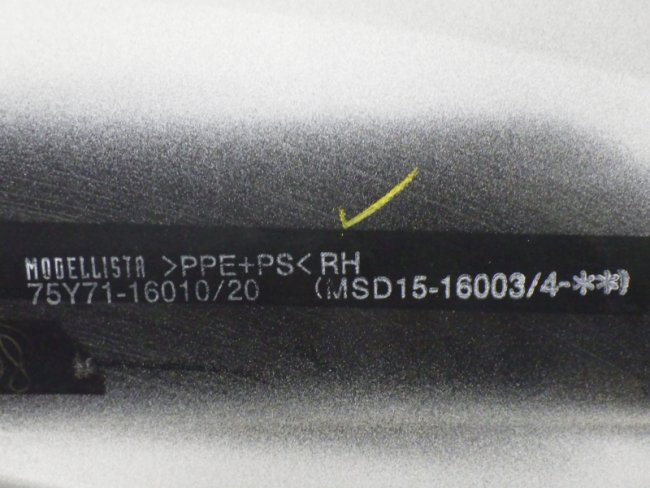 MODELLISTA >PPE+PS< RH
75Y71-16010/20 (MSD15-16003/4-**)